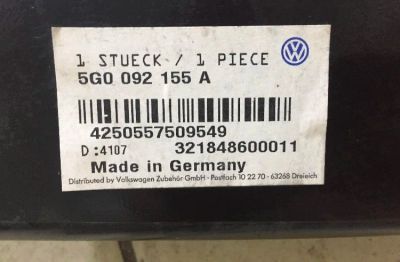 1 STUECK / 1 PIECE
5G0 092 155 A
4250557509549
D:4107 321848600011
Made in Germany
Distributed by Volkswagen Zubehör GmbH - Postfach 10 22 70 - 63268 Dreieich